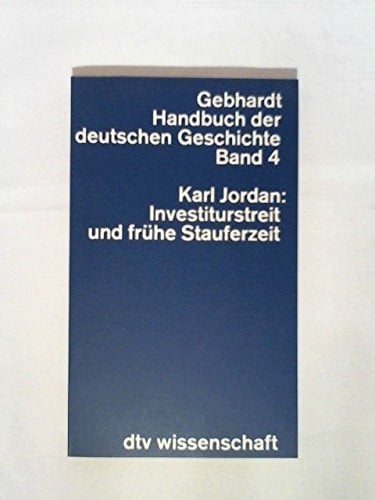 Gebhardt
Handbuch der
deutschen Geschichte
Band 4
Karl Jordan:
Investiturstreit
und frühe Stauferzeit
dtv wissenschaft